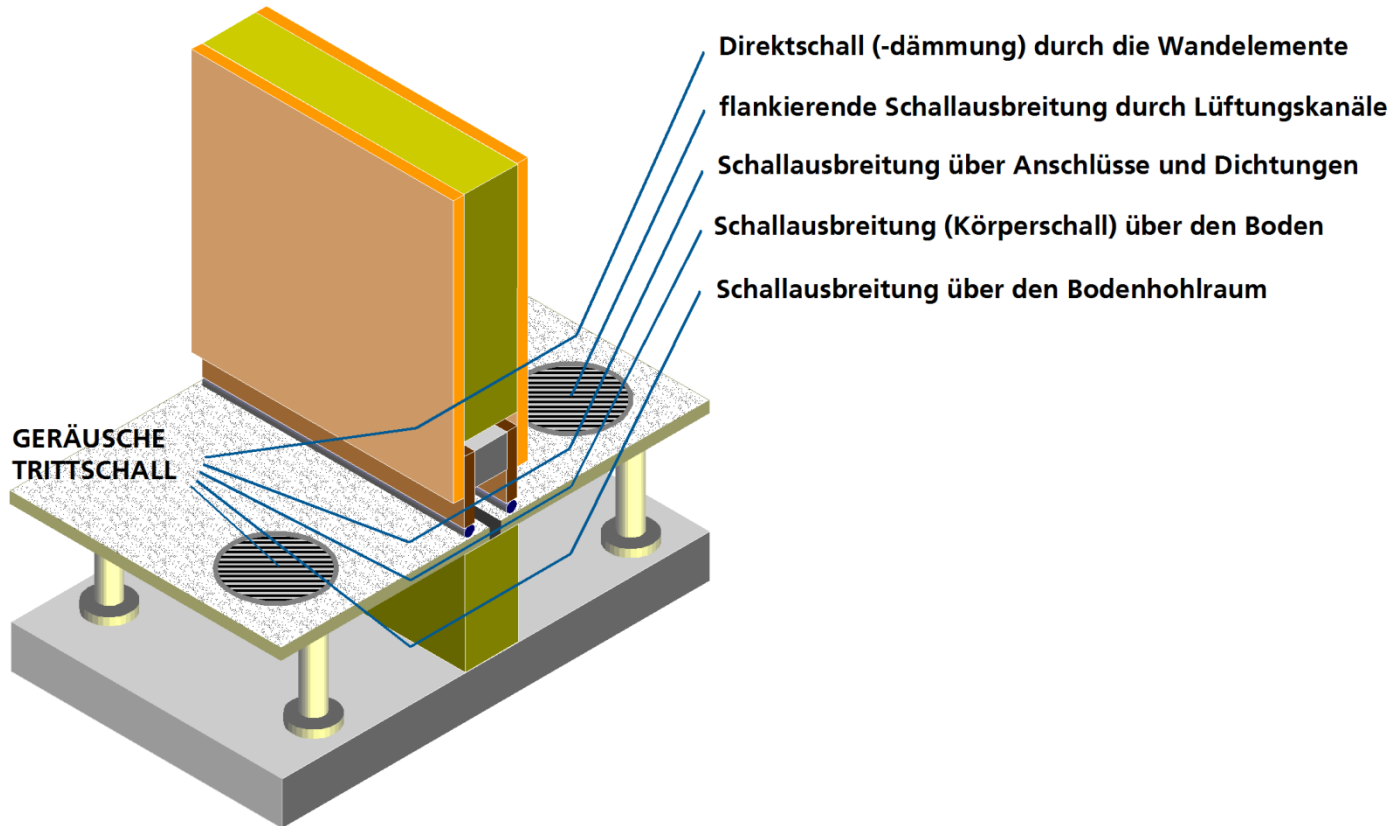 Direktschall (-dämmung) durch die Wandelemente
flankierende Schallausbreitung durch Lüftungskanäle
Schallausbreitung über Anschlüsse und Dichtungen
Schallausbreitung (Körperschall) über den Boden
Schallausbreitung über den Bodenhohlraum
GERÄUSCHE
TRITTSCHALL